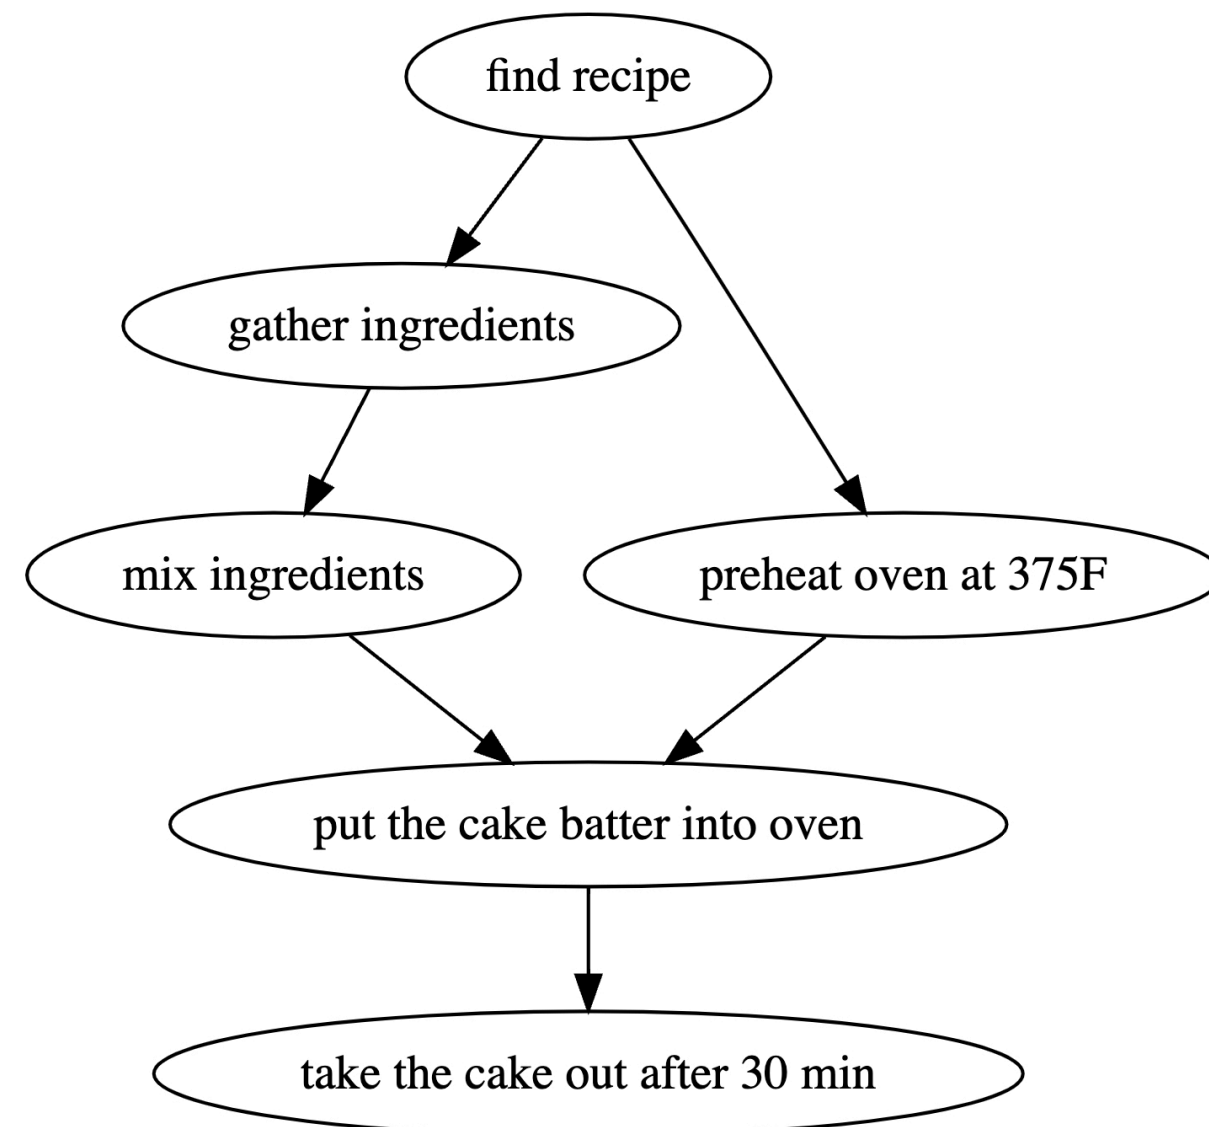 find recipe
gather ingredients
mix ingredients
preheat oven at 375F
put the cake batter into oven
take the cake out after 30 min